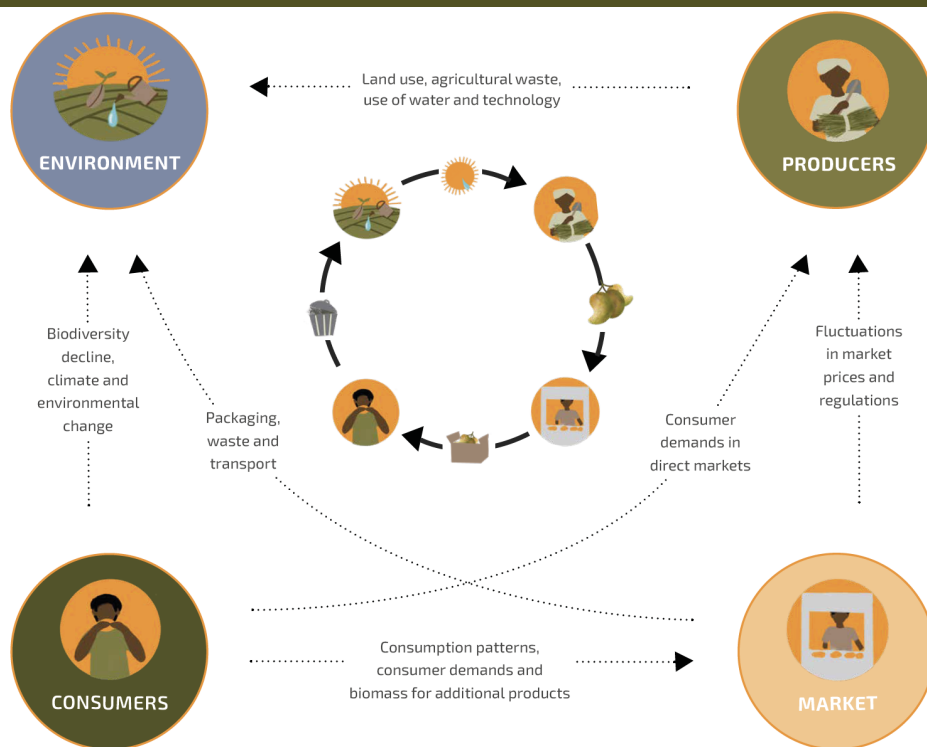 Land use, agricultural waste,
use of water and technology
ENVIRONMENT
PRODUCERS
Biodiversity
decline,
climate and
environmental
change
Packaging,
waste and
transport
Consumer
demands in
direct markets
Fluctuations
in market
prices and
regulations
Consumption patterns,
consumer demands and
biomass for additional products
CONSUMERS
MARKET